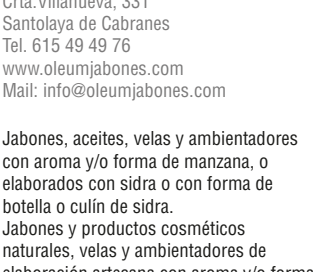 Crta.Villanueva, 331
Santolaya de Cabranes
Tel. 615 49 49 76
www.oleumjabones.com
Mail: info@oleumjabones.com
Jabones, aceites, velas y ambientadores
con aroma y/o forma de manzana, o
elaborados con sidra o con forma de
botella o culín de sidra.
Jabones y productos cosméticos
naturales, velas y ambientadores de
elaboración artesana con aroma y/o forma